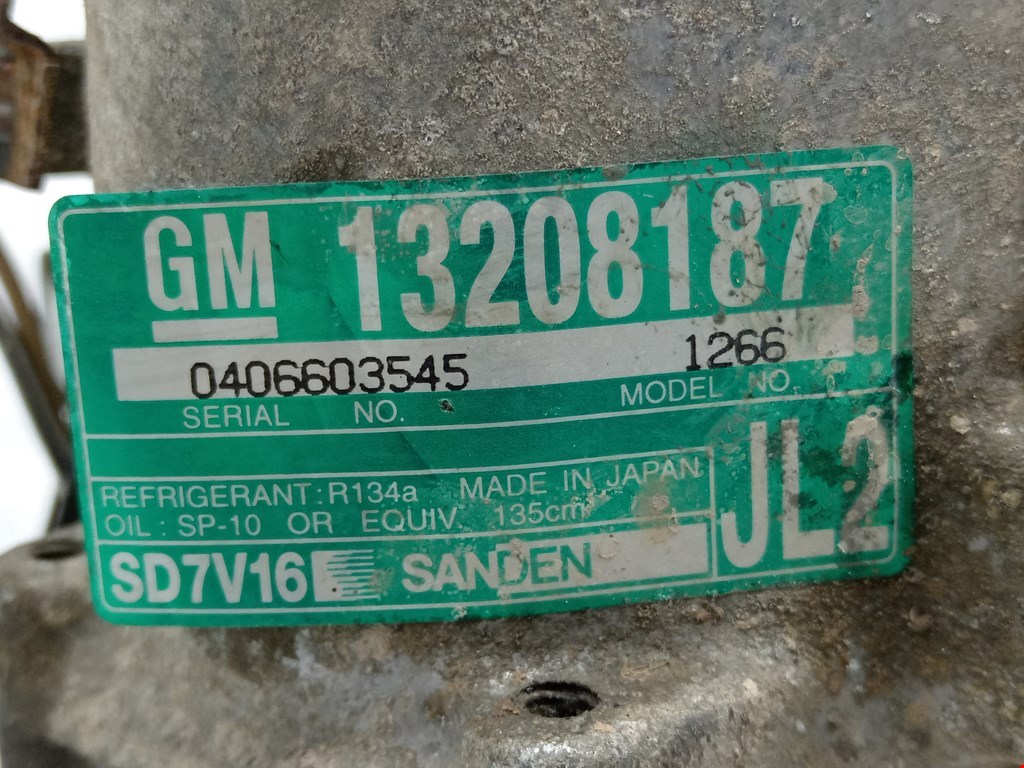 GM 13208187
0406603545 1266
SERIAL NO. MODEL NO.
REFRIGERANT: R134a MADE IN JAPAN
OIL: SP-10 OR EQUIV. 135cm³
SD7V16 SANDEN
JL2